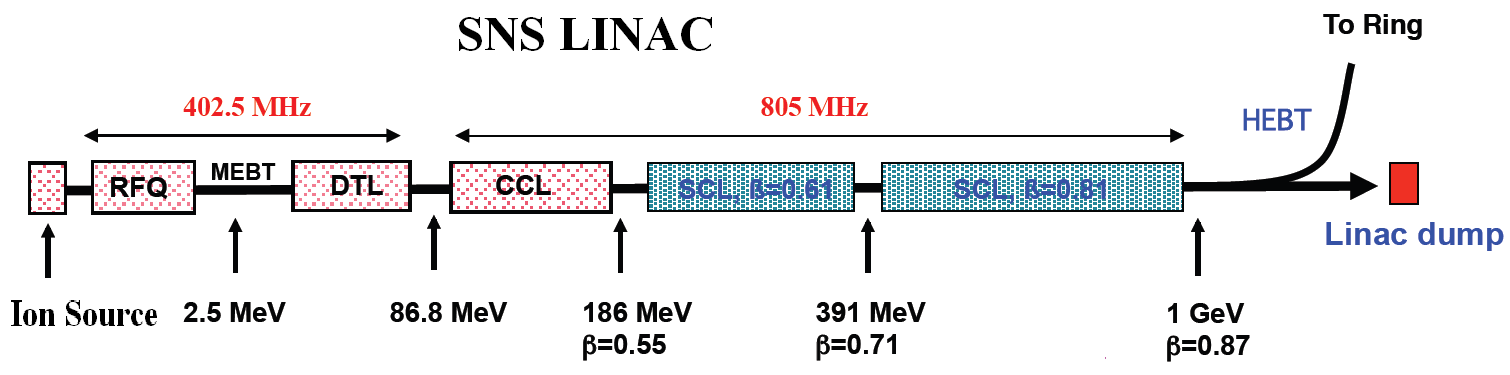 SNS LINAC
To Ring
402.5 MHz
805 MHz
HEBT
RFQ
MEBT
DTL
CCL
SCL, ß=0.61
SCL, ß=0.81
Linac dump
Ion Source
2.5 MeV
86.8 MeV
186 MeV
β=0.55
391 MeV
β=0.71
1 GeV
β=0.87